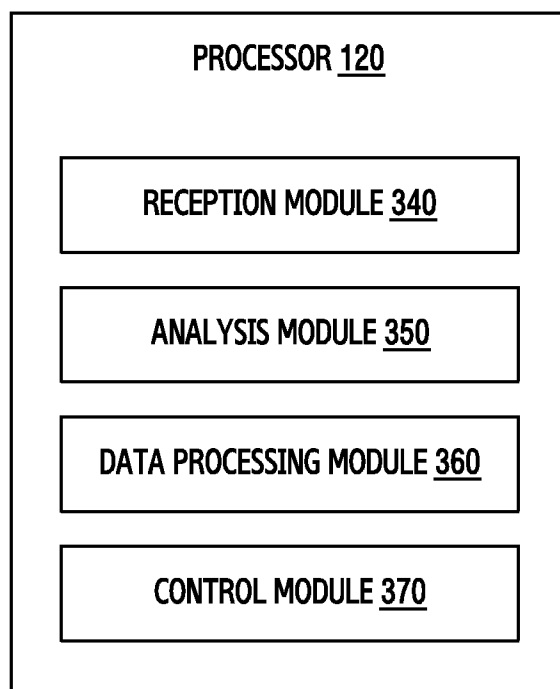 PROCESSOR 120
RECEPTION MODULE 340
ANALYSIS MODULE 350
DATA PROCESSING MODULE 360
CONTROL MODULE 370